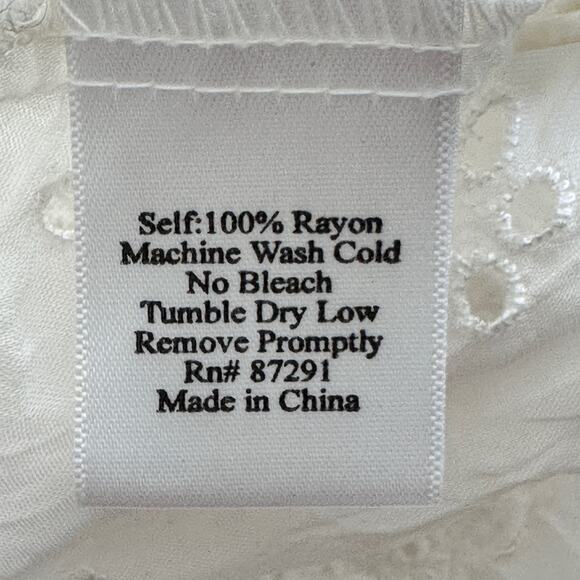 Self:100% Rayon
Machine Wash Cold
No Bleach
Tumble Dry Low
Remove Promptly
Rn# 87291
Made in China